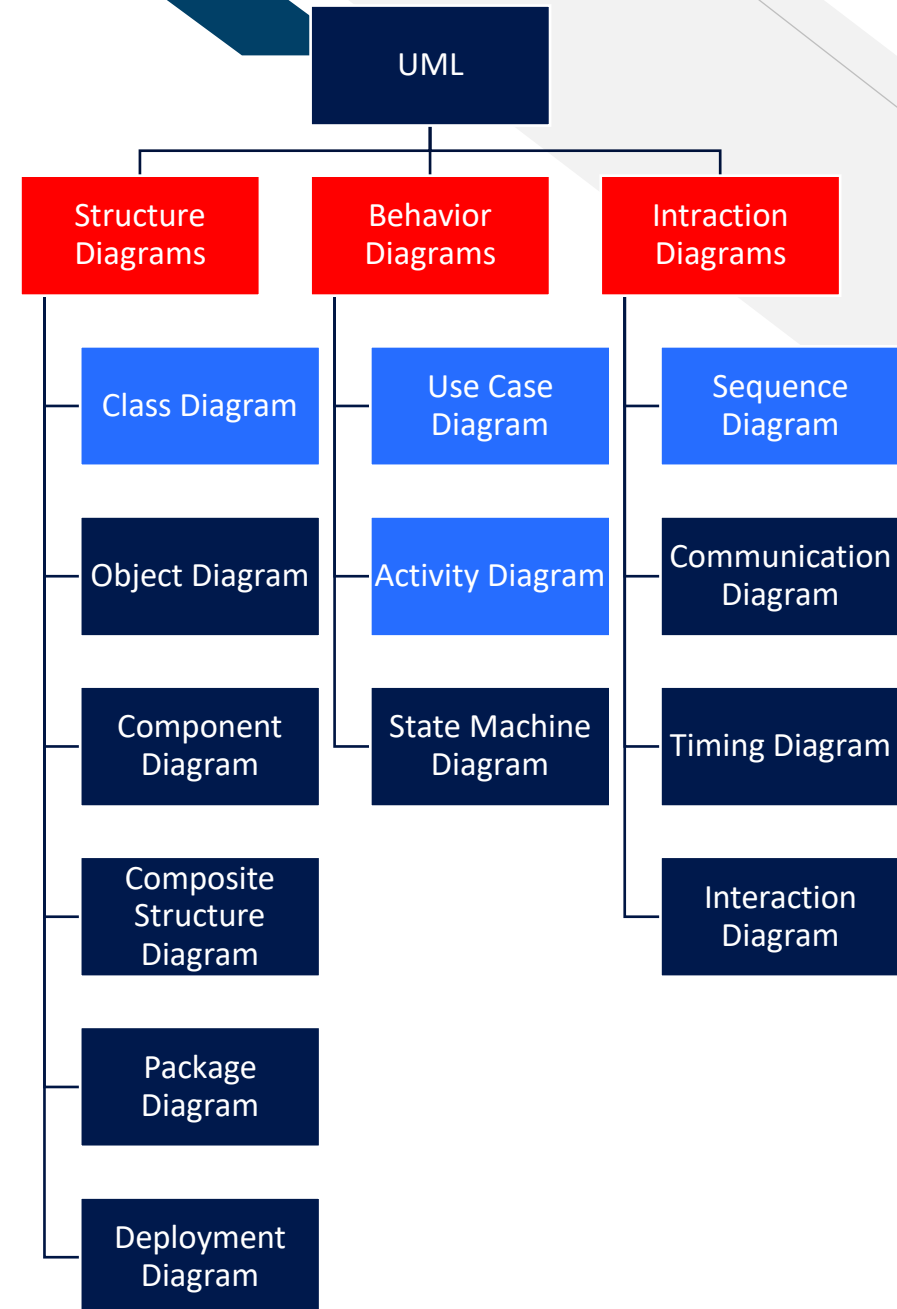 UML
Structure
Diagrams
Class Diagram
Object Diagram
Component
Diagram
Composite
Structure
Diagram
Package
Diagram
Deployment
Diagram
Behavior
Diagrams
Use Case
Diagram
Activity Diagram
State Machine
Diagram
Intraction
Diagrams
Sequence
Diagram
Communication
Diagram
Timing Diagram
Interaction
Diagram